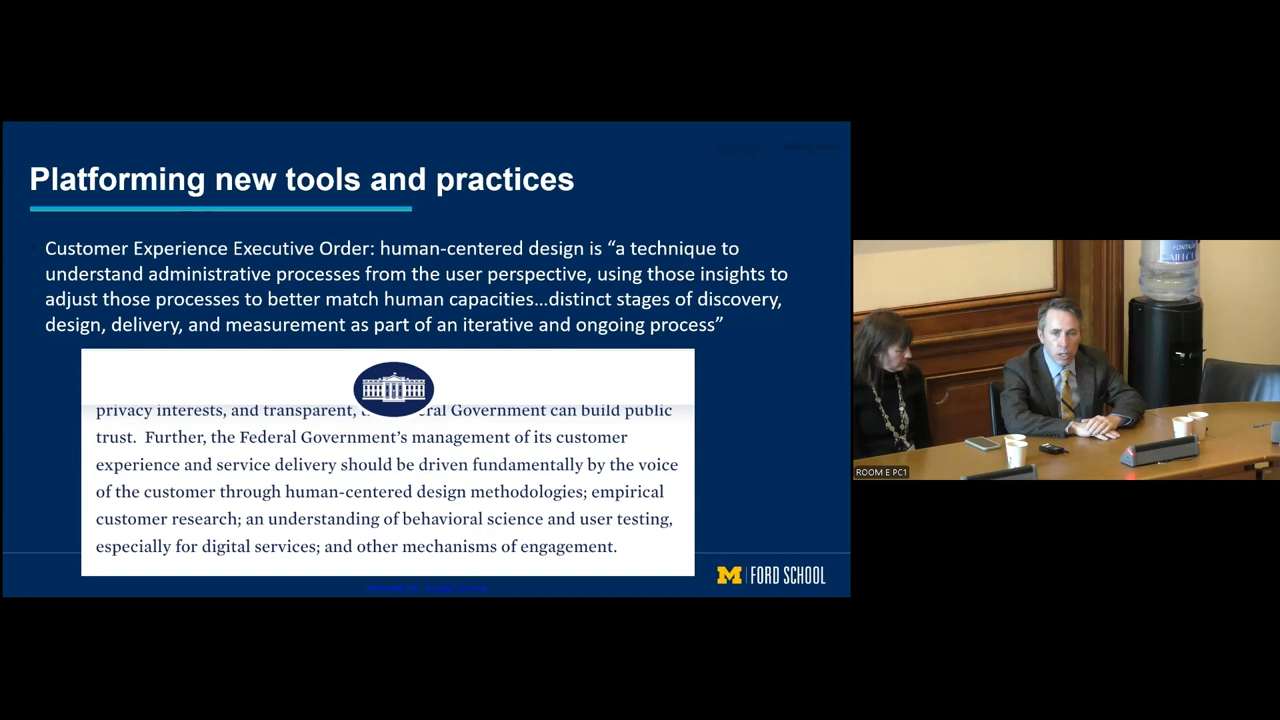 Platforming new tools and practices
Customer Experience Executive Order: human-centered design is “a technique to
understand administrative processes from the user perspective, using those insights to
adjust those processes to better match human capacities…distinct stages of discovery,
design, delivery, and measurement as part of an iterative and ongoing process”
privacy interests, and transparent, Government can build public
trust. Further, the Federal Government’s management of its customer
experience and service delivery should be driven fundamentally by the voice
of the customer through human-centered design methodologies; empirical
customer research; an understanding of behavioral science and user testing,
especially for digital services; and other mechanisms of engagement.
M FORD SCHOOL
ROOM E PC1